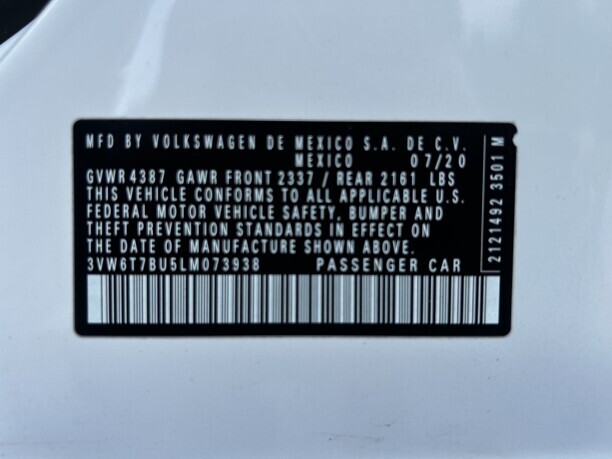 MFD BY VOLKSWAGEN DE MEXICO S.A. DE C.V.
MEXICO 07/20
GVWR 4387 GAWR FRONT 2337 / REAR 2161 LBS
THIS VEHICLE CONFORMS TO ALL APPLICABLE U.S.
FEDERAL MOTOR VEHICLE SAFETY, BUMPER AND
THEFT PREVENTION STANDARDS IN EFFECT ON
THE DATE OF MANUFACTURE SHOWN ABOVE.
3VW6T7BU5LM073938 PASSENGER CAR
2121492 3501 M